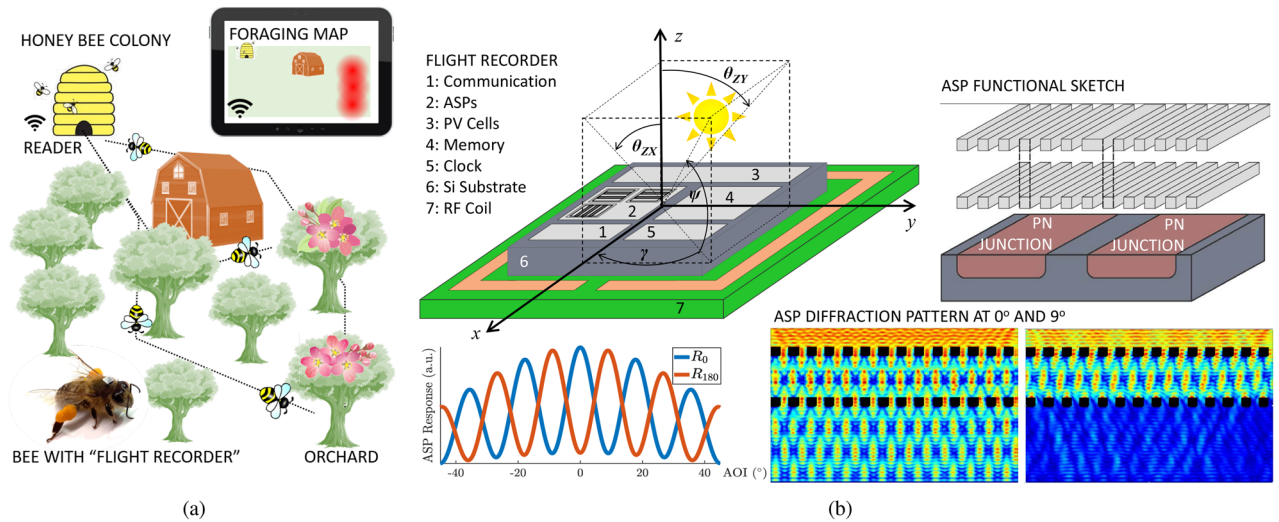 HONEY BEE COLONY
FORAGING MAP
READER
BEE WITH “FLIGHT RECORDER”
ORCHARD
(a)
FLIGHT RECORDER
1: Communication
2: ASPs
3: PV Cells
4: Memory
5: Clock
6: Si Substrate
7: RF Coil
z
θZY
θZX
ψ
γ
y
x
1
2
3
4
5
6
7
ASP FUNCTIONAL SKETCH
PN
JUNCTION
PN
JUNCTION
ASP DIFFRACTION PATTERN AT 0º AND 9º
ASP Response (a.u.)
R0
R180
-40
-20
0
20
40
AOI (°)
(b)